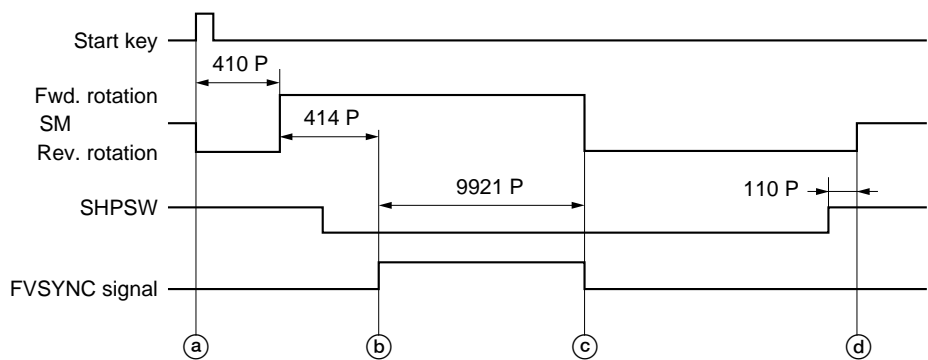 Start key
410 P
Fwd. rotation
SM
414 P
Rev. rotation
9921 P
110 P
SHPSW
FVSYNC signal
ⓐ ⓑ ⓒ ⓓ